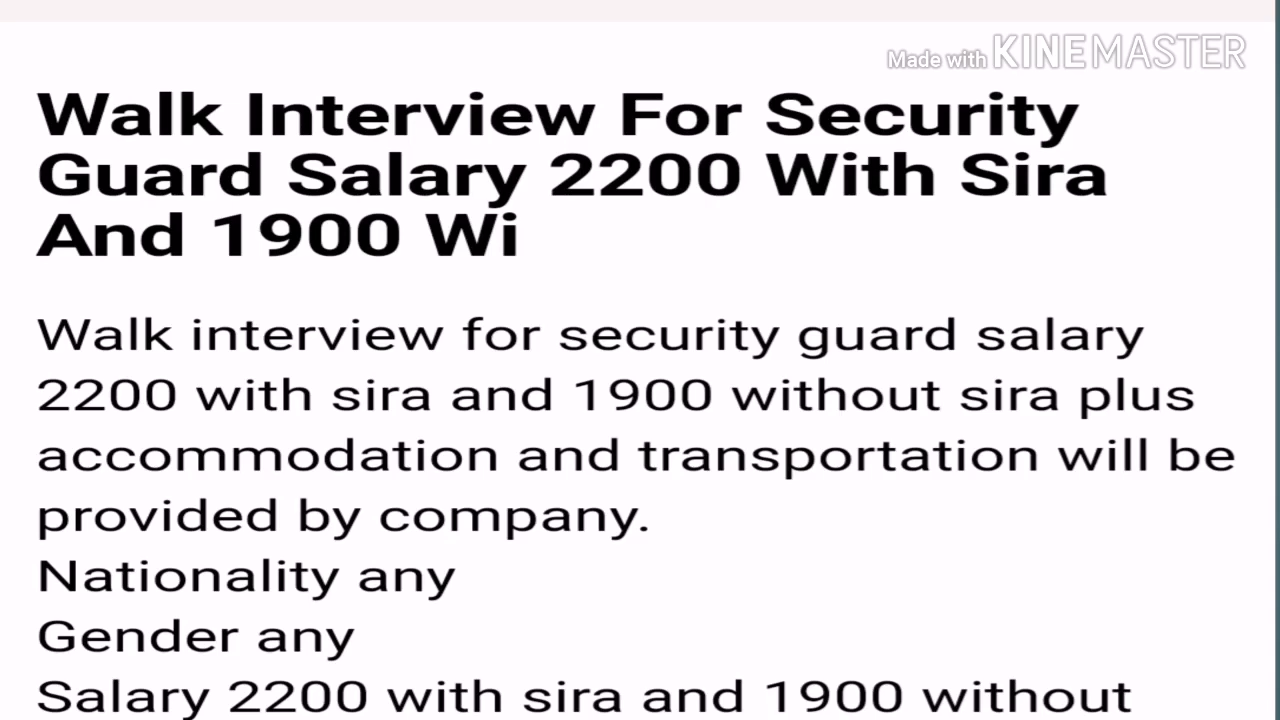 Made with KINEMASTER
Walk Interview For Security
Guard Salary 2200 With Sira
And 1900 Wi
Walk interview for security guard salary
2200 with sira and 1900 without sira plus
accommodation and transportation will be
provided by company.
Nationality any
Gender any
Salary 2200 with sira and 1900 without